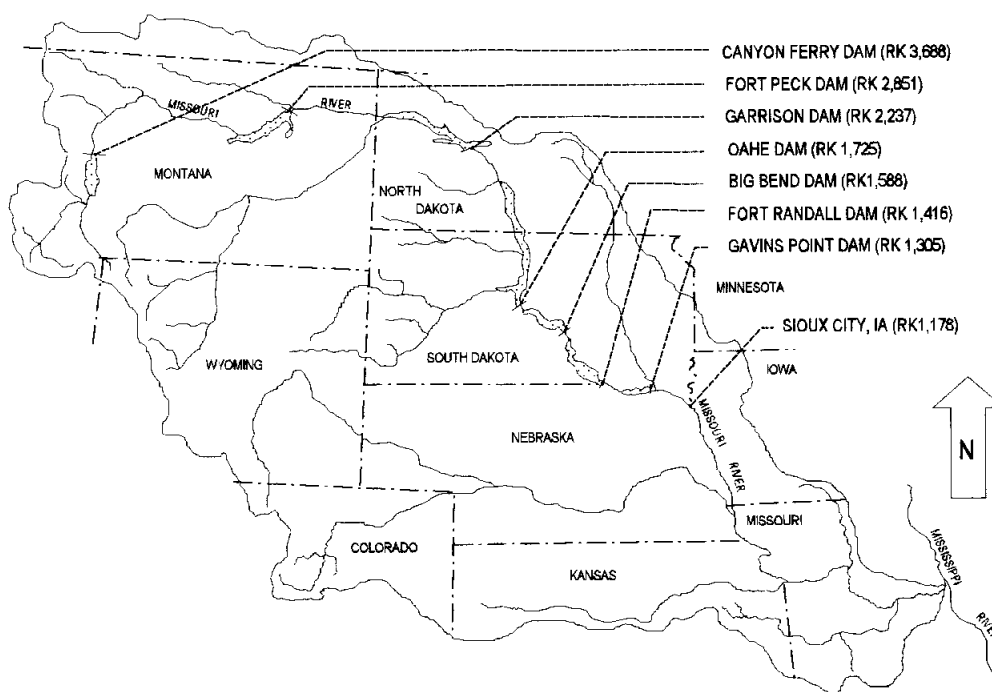 CANYON FERRY DAM (RK 3,688)
FORT PECK DAM (RK 2,851)
GARRISON DAM (RK 2,237)
OAHE DAM (RK 1,725)
BIG BEND DAM (RK1,588)
FORT RANDALL DAM (RK 1,416)
GAVINS POINT DAM (RK 1,305)
SIOUX CITY, IA (RK1,178)
MISSOURI RIVER
MONTANA
NORTH
DAKOTA
MINNESOTA
WYOMING
SOUTH DAKOTA
IOWA
NEBRASKA
MISSOURI RIVER
N
MISSOURI
COLORADO
KANSAS
MISSISSIPPI
RIVER